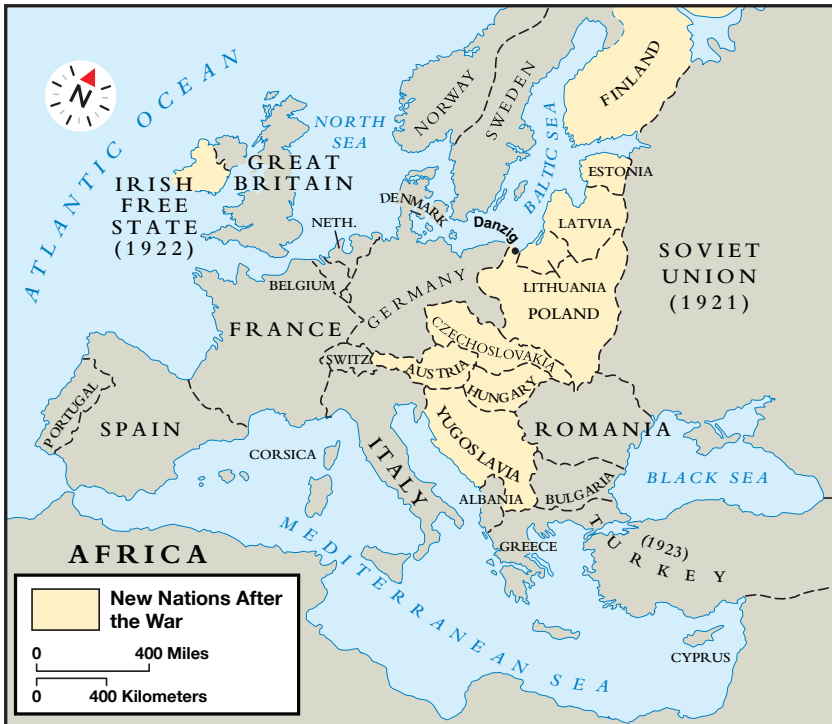 N
ATLANTIC OCEAN
NORTH
SEA
NORWAY
SWEDEN
FINLAND
BALTIC SEA
ESTONIA
LATVIA
LITHUANIA
POLAND
SOVIET
UNION
(1921)
IRISH
FREE
STATE
(1922)
GREAT
BRITAIN
DENMARK
Danzig
NETH.
BELGIUM
GERMANY
FRANCE
CZECHOSLOVAKIA
SWITZ.
AUSTRIA
HUNGARY
ROMANIA
YUGOSLAVIA
PORTUGAL
SPAIN
CORSICA
ITALY
ALBANIA
BULGARIA
BLACK SEA
GREECE
TURKEY
(1923)
MEDITERRANEAN SEA
CYPRUS
AFRICA
New Nations After
the War
0 400 Miles
0 400 Kilometers